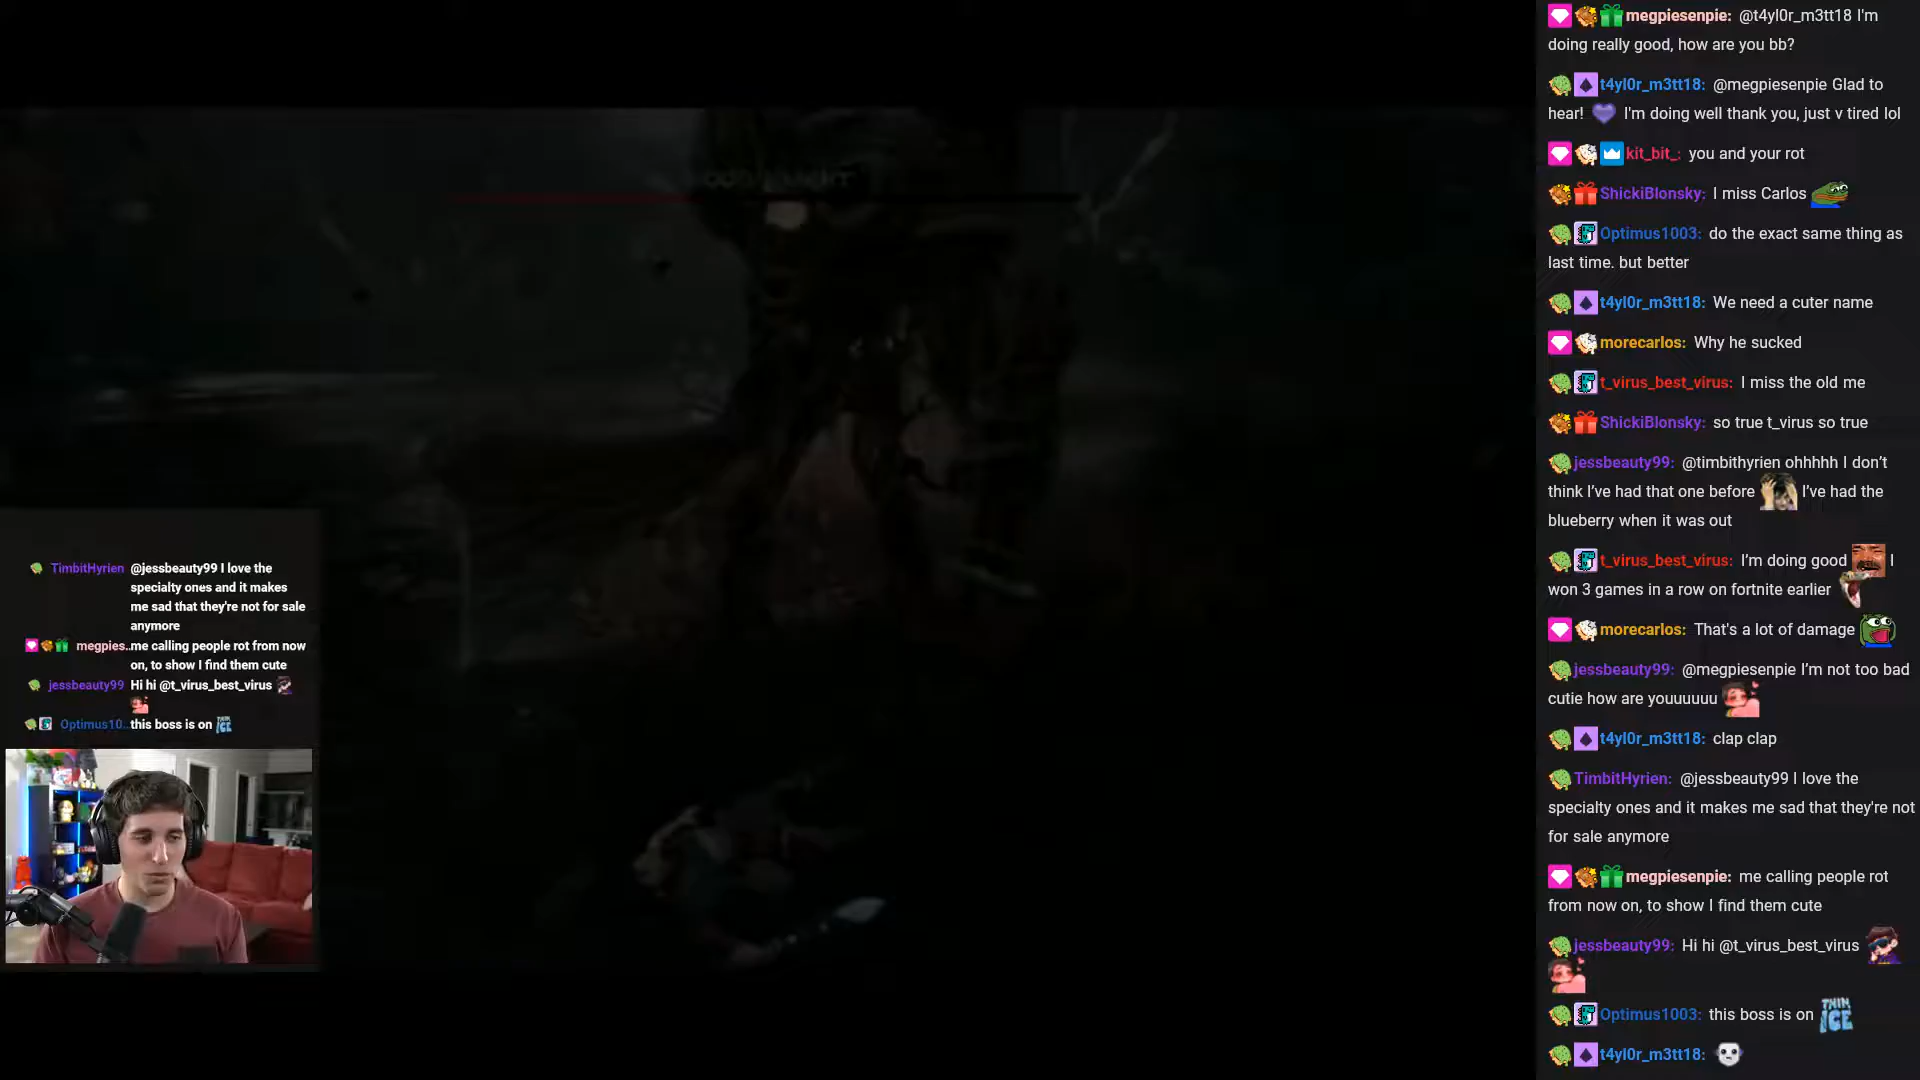 TimbitHyrien @jessbeauty99 I love the
specialty ones and it makes
me sad that they're not for sale
anymore
megpies.. me calling people rot from now
on, to show I find them cute
jessbeauty99 Hi hi @t_virus_best_virus
Optimus10.. this boss is on THIN ICE
megpiesenpie: @t4yl0r_m3tt18 I'm
doing really good, how are you bb?
t4yl0r_m3tt18: @megpiesenpie Glad to
hear! I'm doing well thank you, just v tired lol
kit_bit_: you and your rot
ShickiBlonsky: I miss Carlos
Optimus1003: do the exact same thing as
last time. but better
t4yl0r_m3tt18: We need a cuter name
morecarlos: Why he sucked
t_virus_best_virus: I miss the old me
ShickiBlonsky: so true t_virus so true
jessbeauty99: @timbithyrien ohhhhh I don’t
think I’ve had that one before I’ve had the
blueberry when it was out
t_virus_best_virus: I’m doing good I
won 3 games in a row on fortnite earlier
morecarlos: That's a lot of damage
jessbeauty99: @megpiesenpie I’m not too bad
cutie how are youuuuuu
t4yl0r_m3tt18: clap clap
TimbitHyrien: @jessbeauty99 I love the
specialty ones and it makes me sad that they're not
for sale anymore
megpiesenpie: me calling people rot
from now on, to show I find them cute
jessbeauty99: Hi hi @t_virus_best_virus
Optimus1003: this boss is on THIN ICE
t4yl0r_m3tt18: